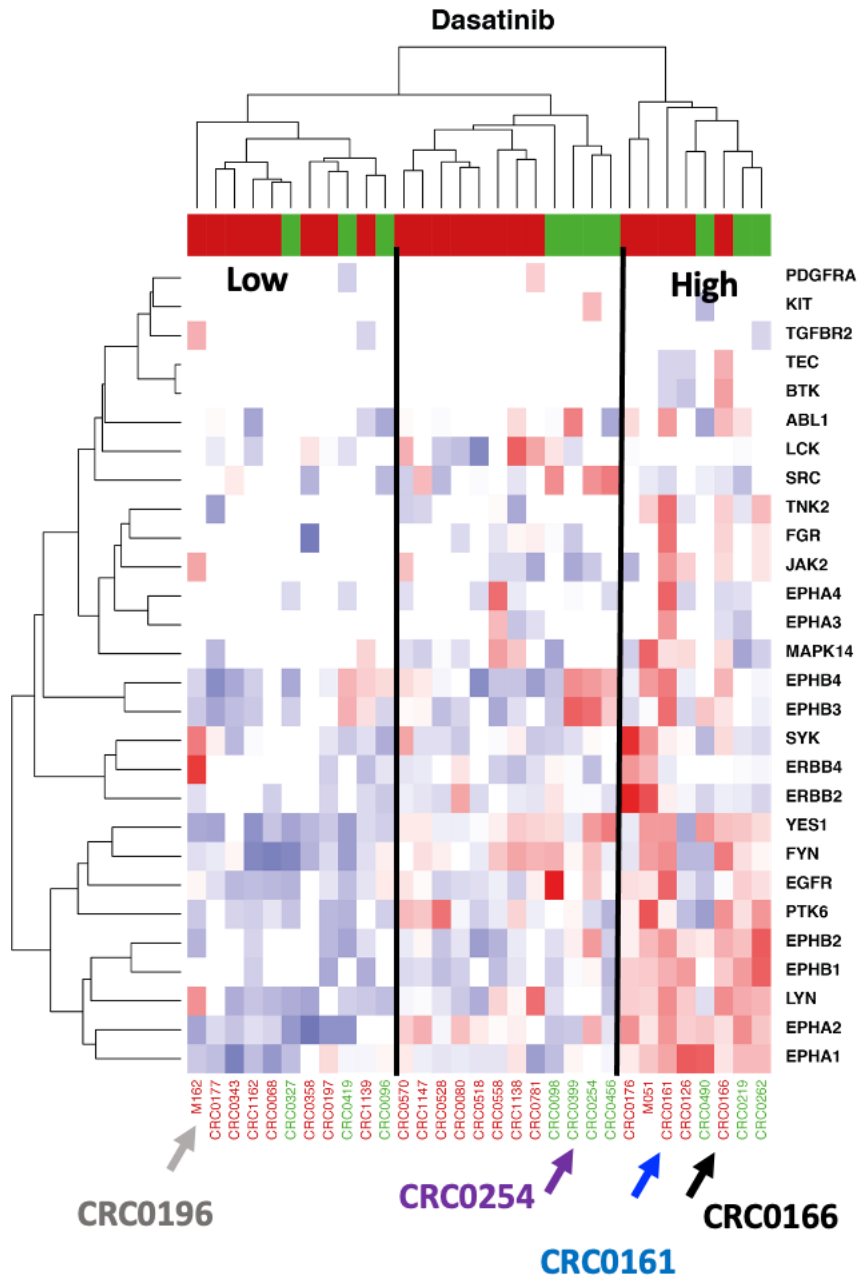 Dasatinib
Low
High
PDGFRA
KIT
TGFBR2
TEC
BTK
ABL1
LCK
SRC
TNK2
FGR
JAK2
EPHA4
EPHA3
MAPK14
EPHB4
EPHB3
SYK
ERBB4
ERBB2
YES1
FYN
EGFR
PTK6
EPHB2
EPHB1
LYN
EPHA2
EPHA1
M162
CRC0177
CRC0343
CRC1162
CRC0068
CRC0327
CRC0358
CRC0197
CRC0419
CRC1139
CRC0096
CRC0570
CRC1147
CRC0528
CRC0080
CRC0518
CRC0558
CRC1138
CRC0781
CRC0098
CRC0399
CRC0254
CRC0456
CRC0176
M051
CRC0161
CRC0126
CRC0490
CRC0166
CRC0219
CRC0262
CRC0196
CRC0254
CRC0166
CRC0161